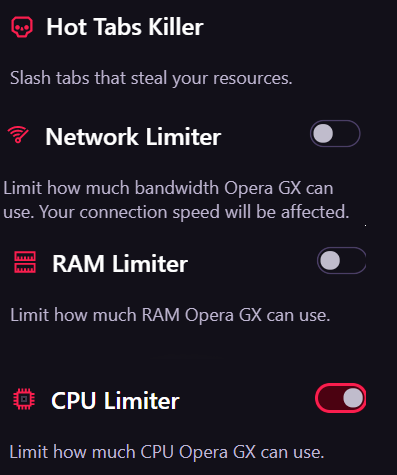 Hot Tabs Killer
Slash tabs that steal your resources.
Network Limiter
Limit how much bandwidth Opera GX can
use. Your connection speed will be affected.
RAM Limiter
Limit how much RAM Opera GX can use.
CPU Limiter
Limit how much CPU Opera GX can use.